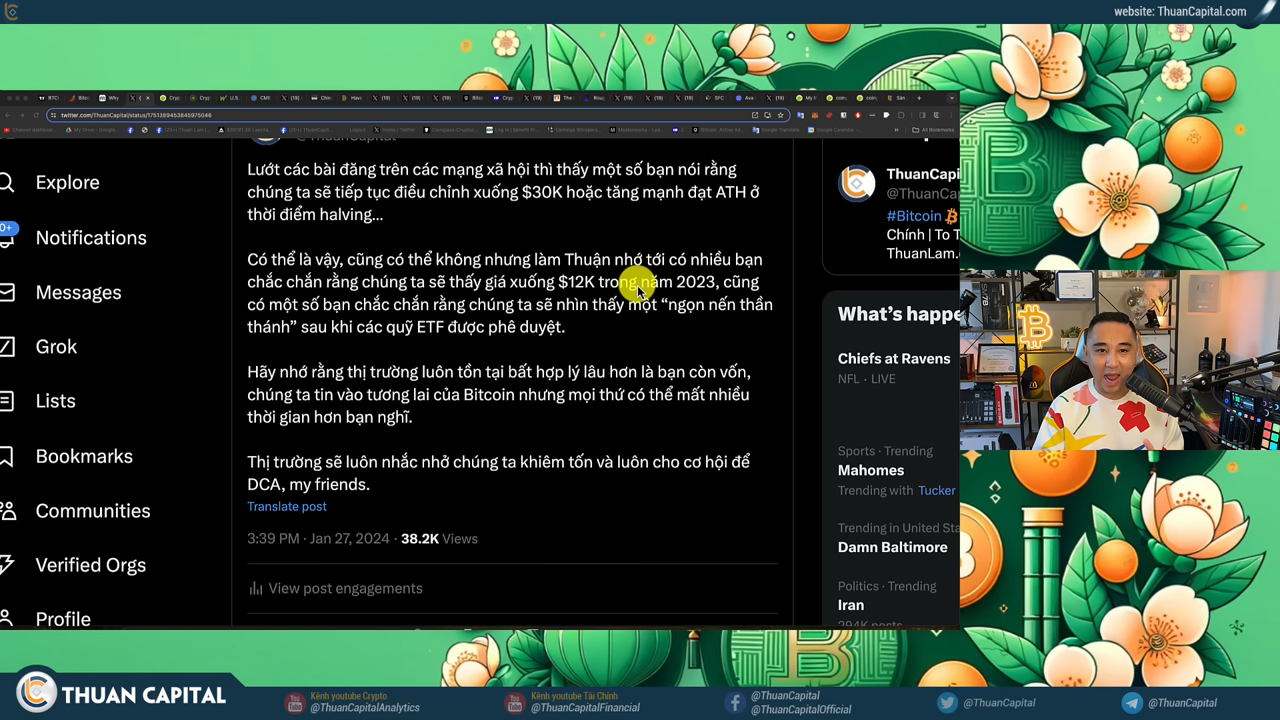 website: ThuanCapital.com
twitter.com/ThuanCapital/status/1751389453845975046
Explore
Notifications
Messages
Grok
Lists
Bookmarks
Communities
Verified Orgs
Profile
Lướt các bài đăng trên các mạng xã hội thì thấy một số bạn nói rằng
chúng ta sẽ tiếp tục điều chỉnh xuống $30K hoặc tăng mạnh đạt ATH ở
thời điểm halving...
Có thể là vậy, cũng có thể không nhưng làm Thuận nhớ tới có nhiều bạn
chắc chắn rằng chúng ta sẽ thấy giá xuống $12K trong năm 2023, cũng
có một số bạn chắc chắn rằng chúng ta sẽ nhìn thấy một “ngọn nến thần
thánh” sau khi các quỹ ETF được phê duyệt.
Hãy nhớ rằng thị trường luôn tồn tại bất hợp lý lâu hơn là bạn còn vốn,
chúng ta tin vào tương lai của Bitcoin nhưng mọi thứ có thể mất nhiều
thời gian hơn bạn nghĩ.
Thị trường sẽ luôn nhắc nhở chúng ta khiêm tốn và luôn cho cơ hội để
DCA, my friends.
Translate post
3:39 PM · Jan 27, 2024 · 38.2K Views
View post engagements
ThuanCapi
@ThuanCa
#Bitcoin
Chính | To T
ThuanLam.
What's happe
Chiefs at Ravens
NFL · LIVE
Sports · Trending
Mahomes
Trending with Tucker
Trending in United Sta
Damn Baltimore
Politics · Trending
Iran
294K posts
THUAN CAPITAL
Kênh youtube Crypto
@ThuanCapitalAnalytics
Kênh youtube Tài Chính
@ThuanCapitalFinancial
@ThuanCapital
@ThuanCapitalOfficial
@ThuanCapital
@ThuanCapital